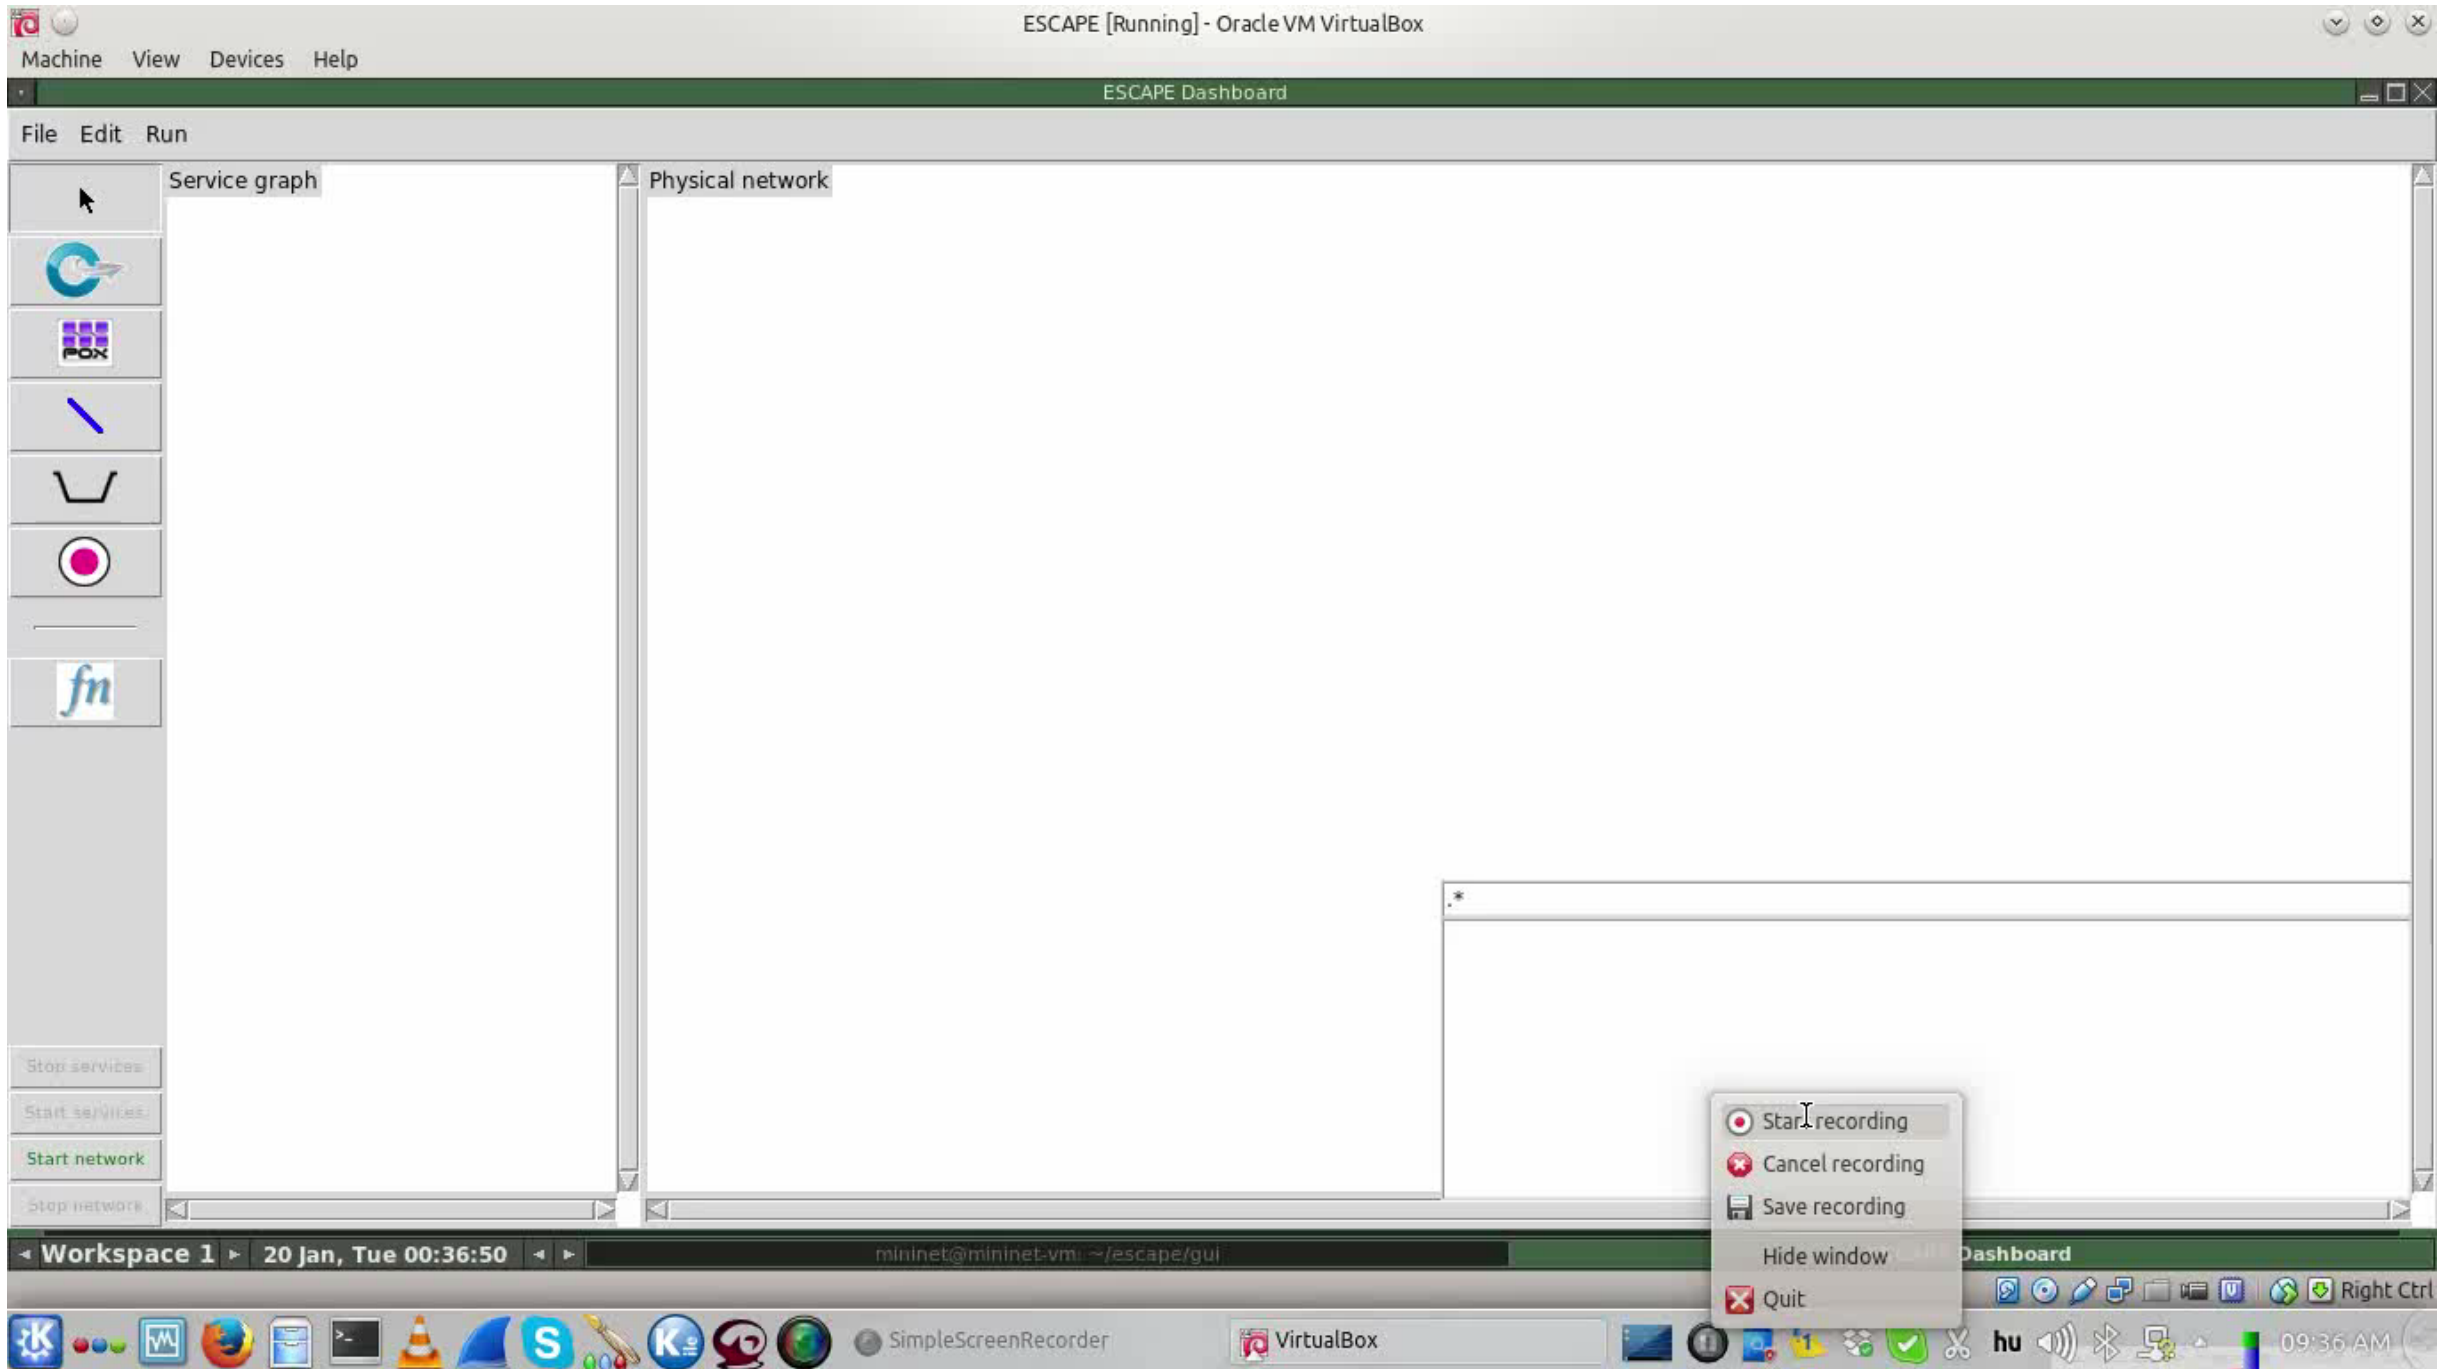 ESCAPE [Running] - Oracle VM VirtualBox
Machine View Devices Help
ESCAPE Dashboard
File Edit Run
Service graph
Physical network
POX
fn
.*
Stop services
Start services
Start network
Stop network
Start recording
Cancel recording
Save recording
Hide window
Quit
Workspace 1 20 Jan, Tue 00:36:50 mininet@mininet-vm: ~/escape/gui Dashboard
Right Ctrl
SimpleScreenRecorder VirtualBox hu 09:36 AM